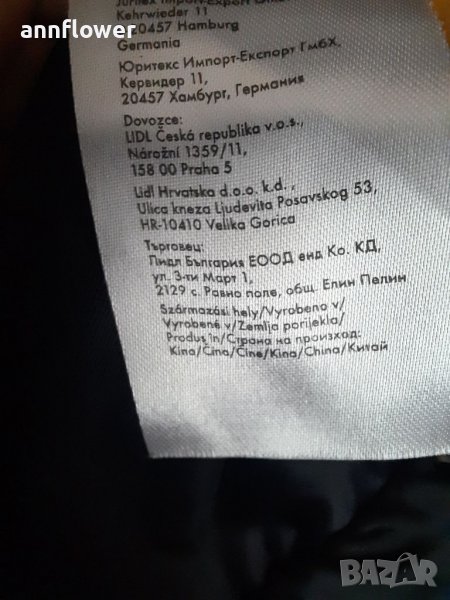 annflower
Kehrwieder 11
20457 Hamburg
Germania
Юритекс Импорт-Експорт ГмбХ,
Кервидер 11,
20457 Хамбург, Германия
Dovozce:
LIDL Česká republika v.o.s.,
Nárožní 1359/11,
158 00 Praha 5
Lidl Hrvatska d.o.o. k.d. ,
Ulica kneza Ljudevita Posavskog 53,
HR-10410 Velika Gorica
Търговец:
Лидл България ЕООД енд Ко. КД,
ул. 3-ти Март 1,
2129 с. Равно поле, общ. Елин Пелин
Származási hely/Vyrobeno v/
Vyrobené v/Zemlja porijekla/
Produs în/Страна на произход:
Kína/Čína/Čína/Kina/China/Китай
BAZAR